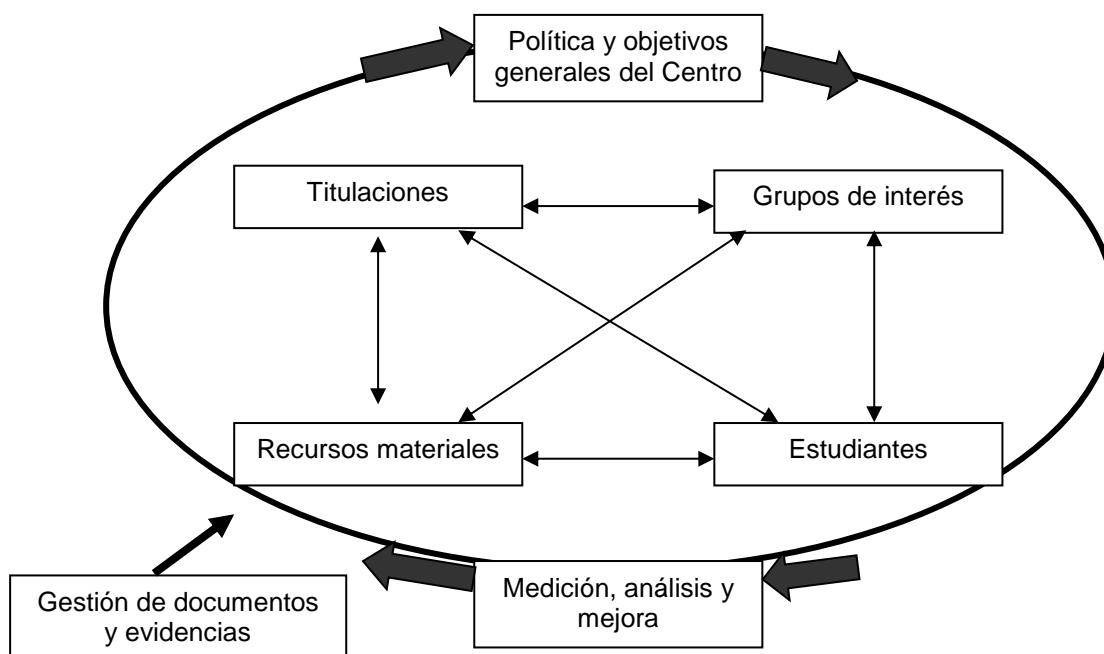 Política y objetivos
generales del Centro
Titulaciones
Grupos de interés
Recursos materiales
Estudiantes
Medición, análisis y
mejora
Gestión de documentos
y evidencias